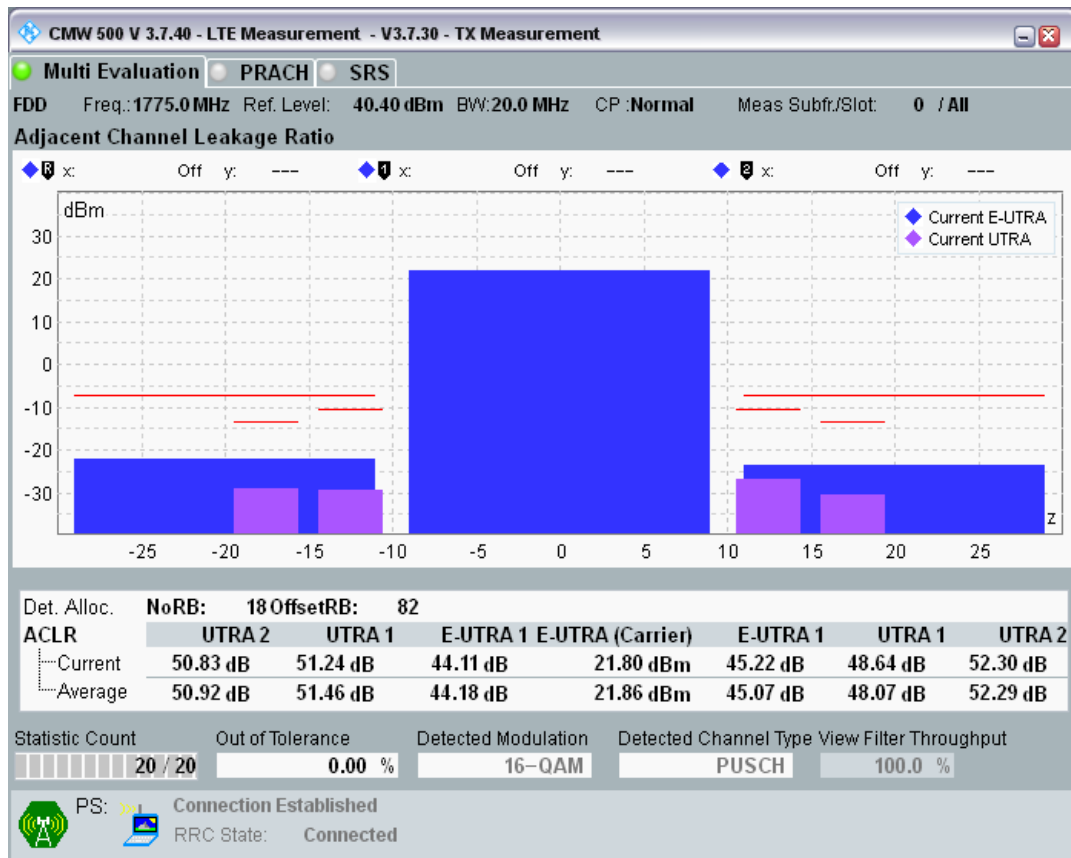 CMW 500 V 3.7.40 - LTE Measurement - V3.7.30 - TX Measurement
Multi Evaluation PRACH SRS
FDD Freq.:1775.0 MHz Ref. Level: 40.40 dBm BW:20.0 MHz CP :Normal Meas Subfr./Slot: 0 / All
Adjacent Channel Leakage Ratio
R x: Off y: --- 1 x: Off y: --- 2 x: Off y: ---
dBm
Current E-UTRA
Current UTRA
30
20
10
0
-10
-20
-30
z
-25 -20 -15 -10 -5 0 5 10 15 20 25
Det. Alloc. NoRB: 18 OffsetRB: 82
ACLR UTRA 2 UTRA 1 E-UTRA 1 E-UTRA (Carrier) E-UTRA 1 UTRA 1 UTRA 2
Current 50.83 dB 51.24 dB 44.11 dB 21.80 dBm 45.22 dB 48.64 dB 52.30 dB
Average 50.92 dB 51.46 dB 44.18 dB 21.86 dBm 45.07 dB 48.07 dB 52.29 dB
Statistic Count Out of Tolerance Detected Modulation Detected Channel Type View Filter Throughput
20 / 20 0.00 % 16-QAM PUSCH 100.0 %
PS: Connection Established
RRC State: Connected